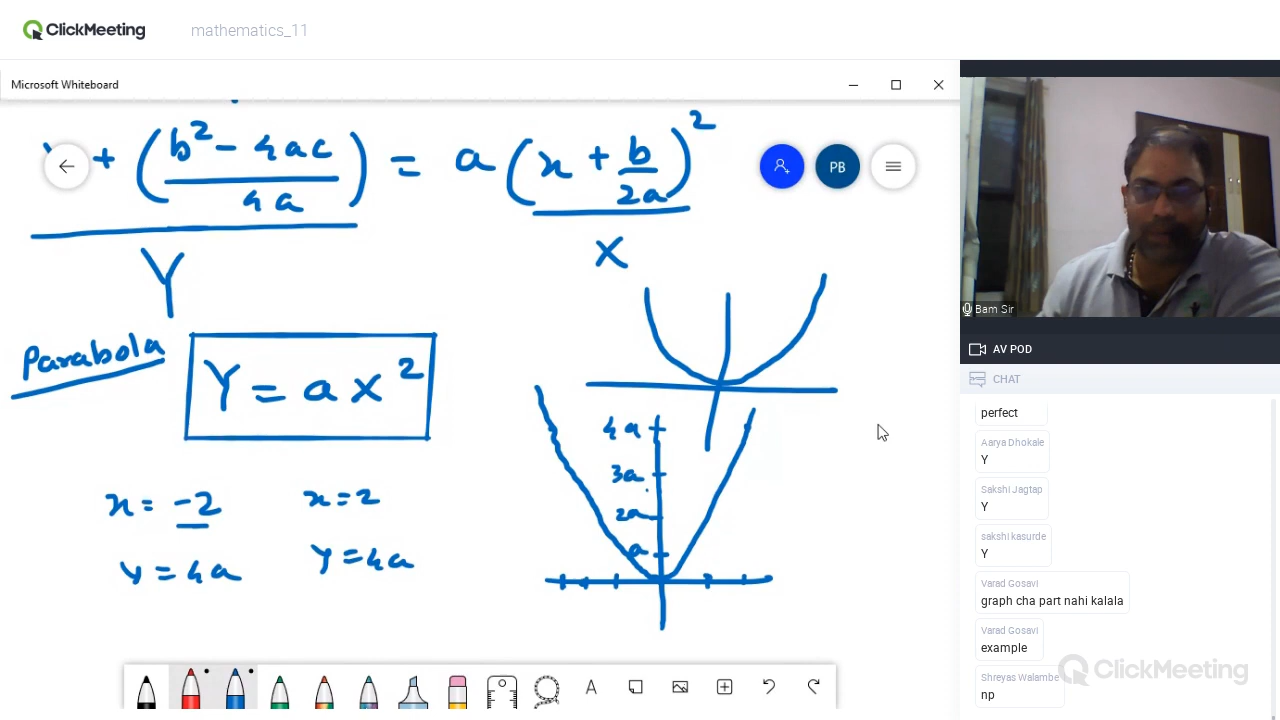 ClickMeeting
mathematics_11
Microsoft Whiteboard
+ (b² - 4ac / 4a) = a (x + b/2a)²
Y
X
PB
Parabola
Y = a x²
x = -2
x = 2
y = 4a
y = 4a
4a
3a
2a
a
Bam Sir
AV POD
CHAT
perfect
Aarya Dhokale
Y
Sakshi Jagtap
Y
sakshi kasurde
Y
Varad Gosavi
graph cha part nahi kalala
Varad Gosavi
example
Shreyas Walambe
np
ClickMeeting